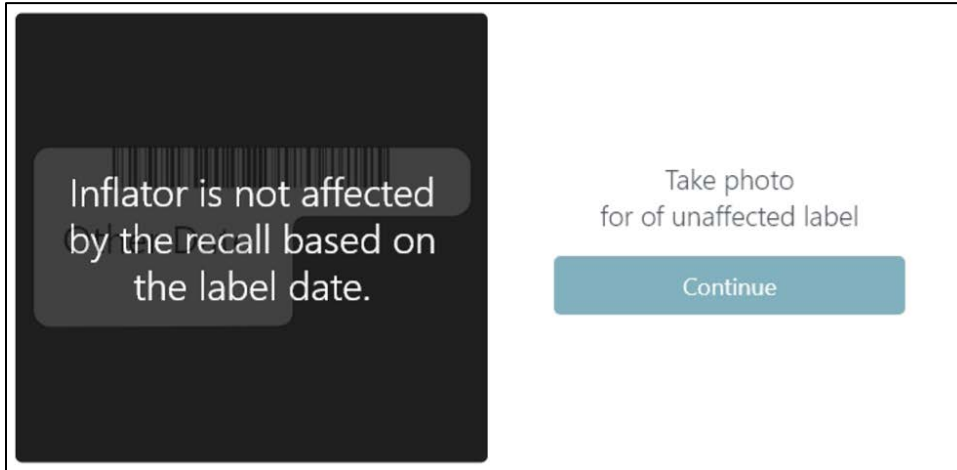 Inflator is not affected
by the recall based on
the label date.
Take photo
for of unaffected label
Continue